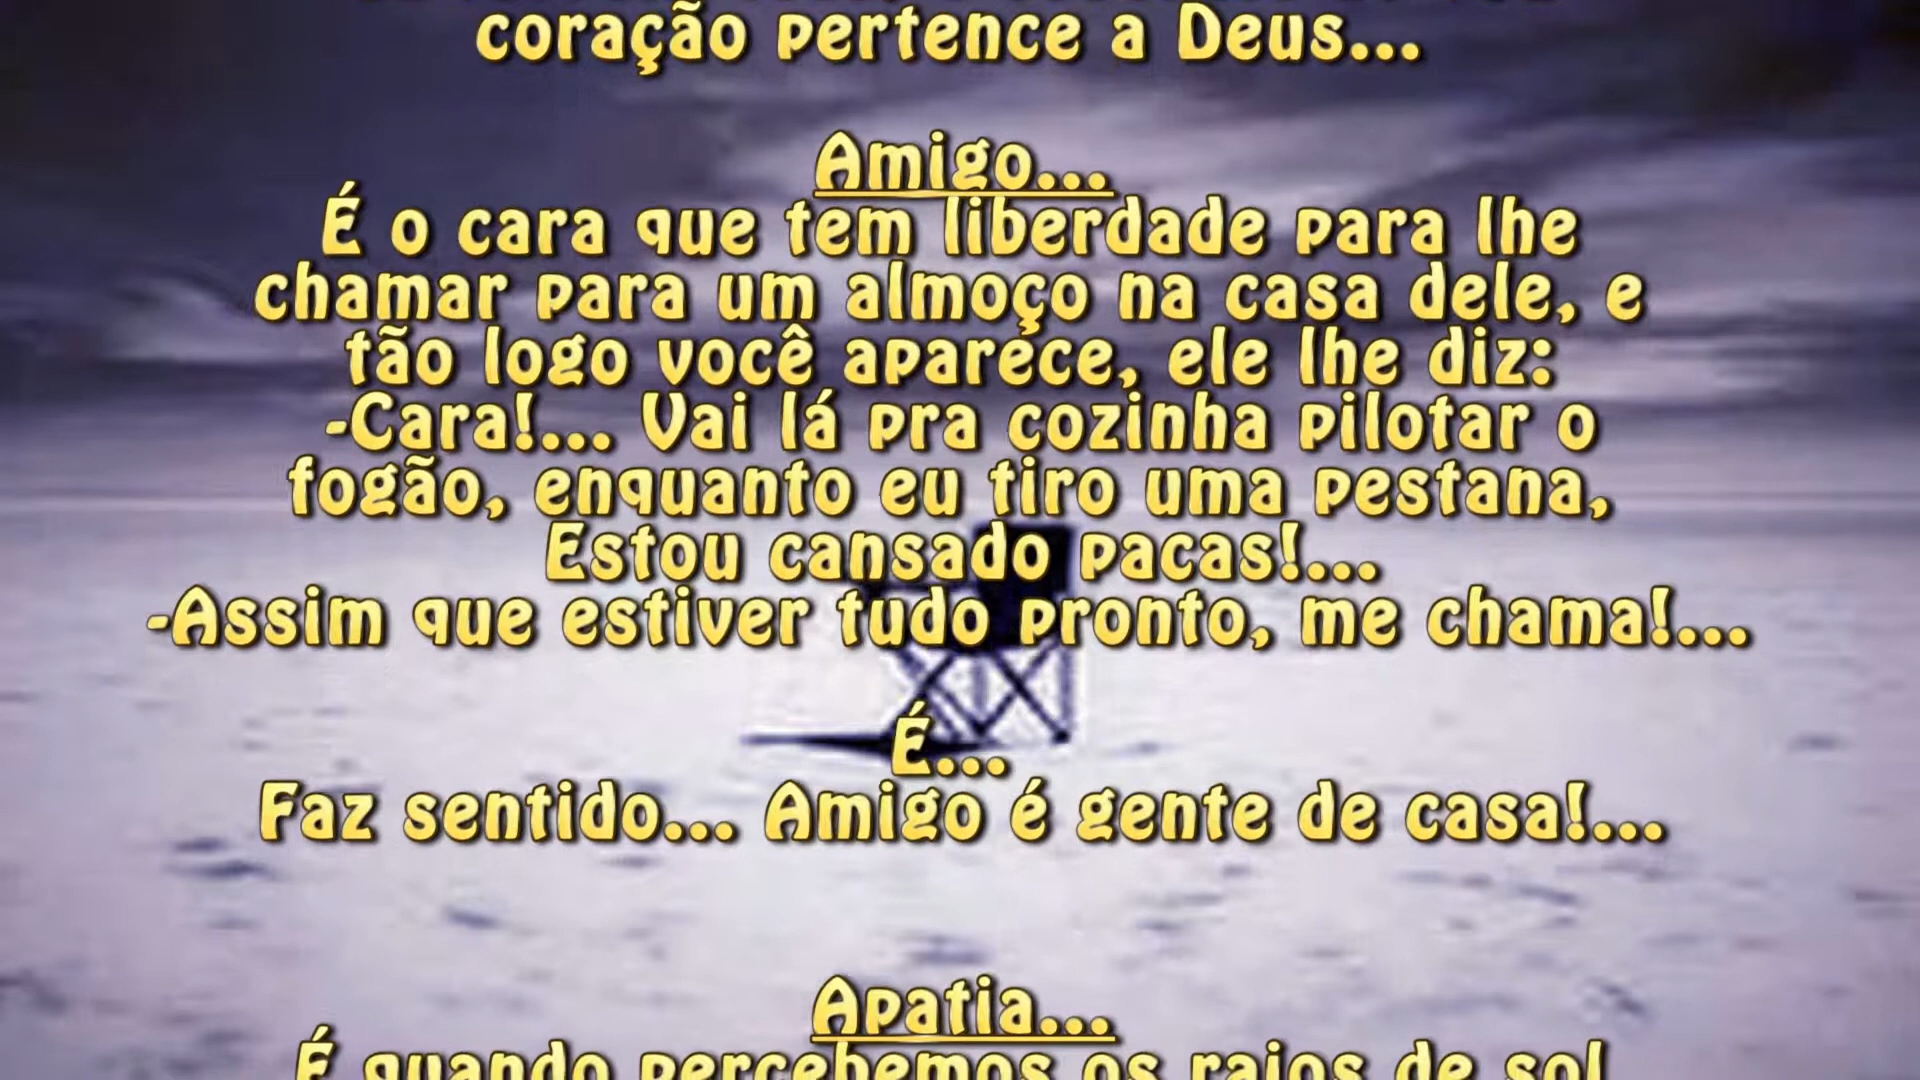 coração pertence a Deus...
Amigo...
É o cara que tem liberdade para lhe
chamar para um almoço na casa dele, e
tão logo você aparece, ele lhe diz:
-Cara!... Vai lá pra cozinha pilotar o
fogão, enquanto eu tiro uma pestana,
Estou cansado pacas!...
-Assim que estiver tudo pronto, me chama!...
É...
Faz sentido... Amigo é gente de casa!...
Apatia...
É quando percebemos os raios de sol